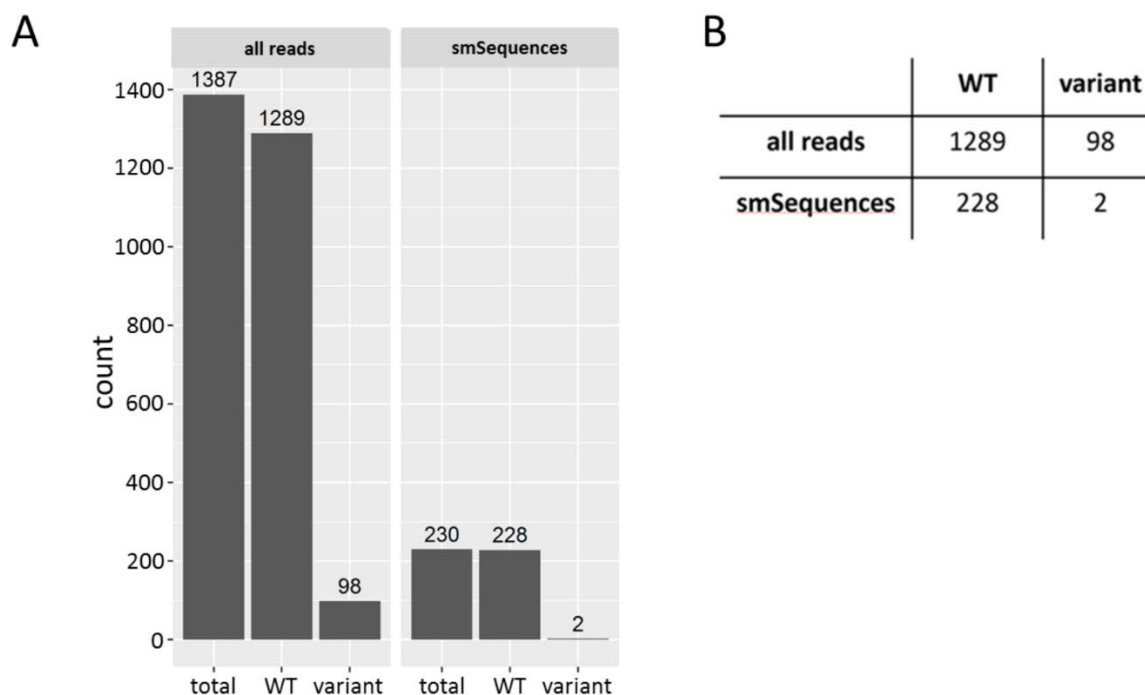 A
all reads
smSequences
1387
1289
98
230
228
2
1400
1200
1000
800
600
400
200
0
count
total WT variant
total WT variant
B
WT variant
all reads 1289 98
smSequences 228 2